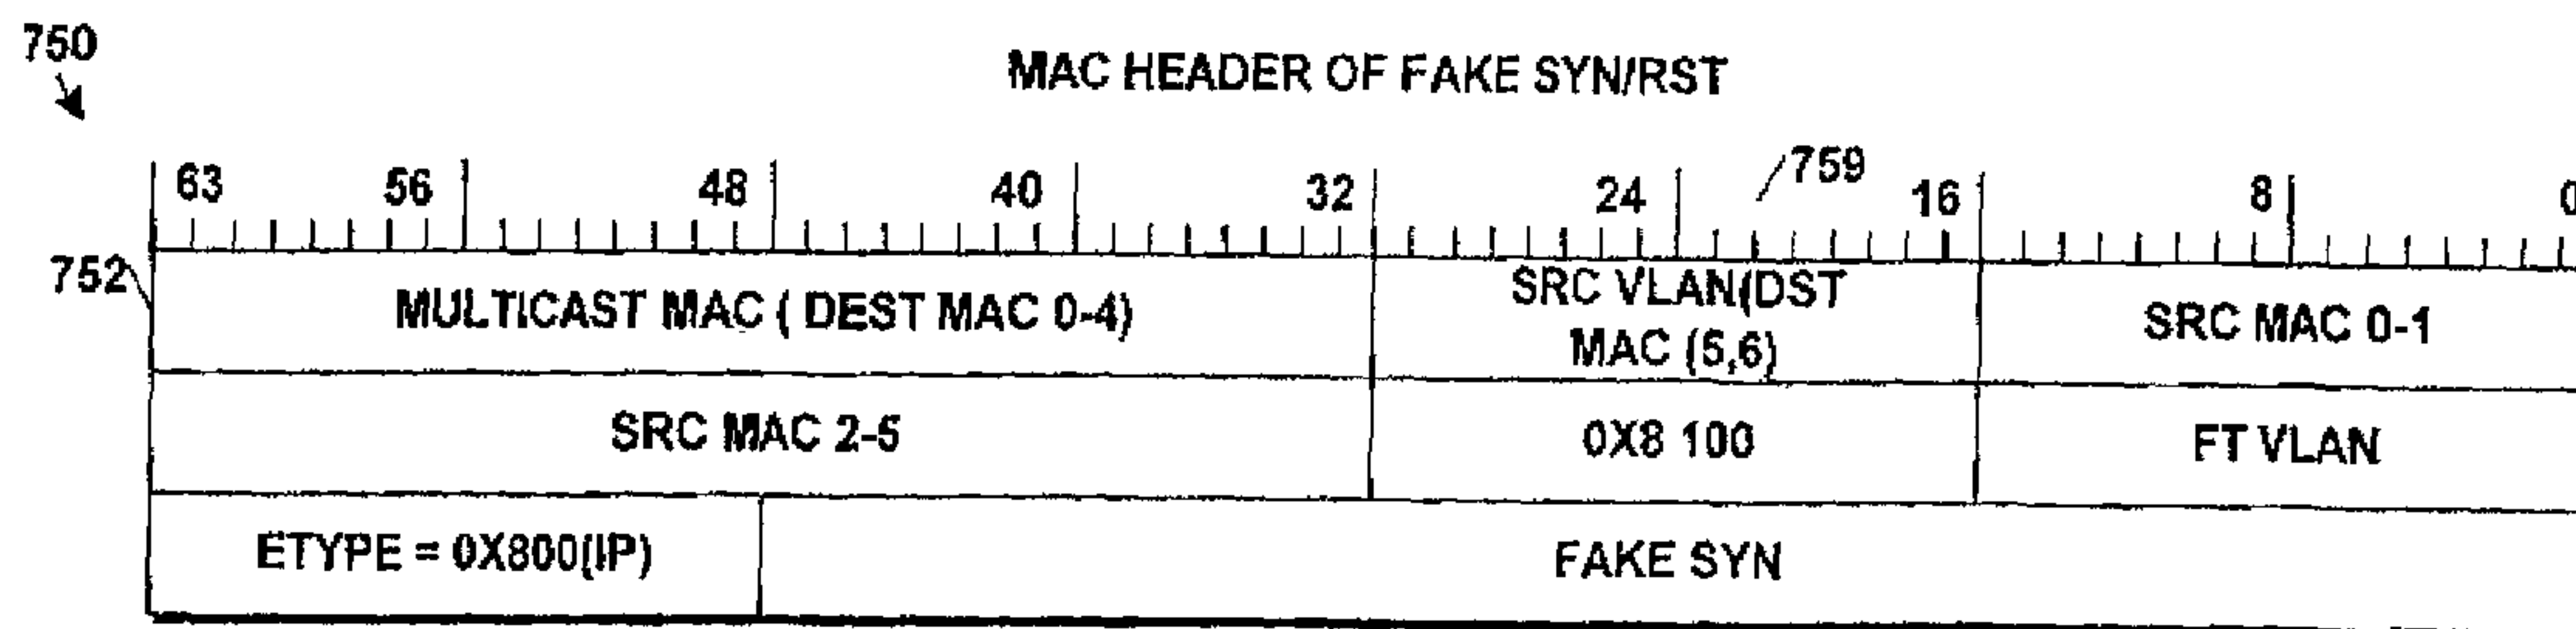 750
MAC HEADER OF FAKE SYN/RST
63 56 48 40 32 24 759 16 8 0
752
MULTICAST MAC ( DEST MAC 0-4)
SRC VLAN(DST
MAC (5,6)
SRC MAC 0-1
SRC MAC 2-5
0X8 100
FT VLAN
ETYPE = 0X800(IP)
FAKE SYN